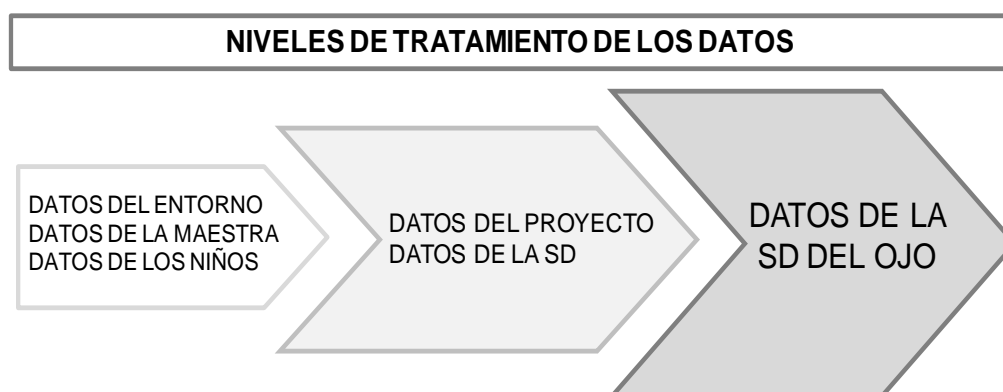 NIVELES DE TRATAMIENTO DE LOS DATOS
DATOS DEL ENTORNO
DATOS DE LA MAESTRA
DATOS DE LOS NIÑOS
DATOS DEL PROYECTO
DATOS DE LA SD
DATOS DE LA
SD DEL OJO